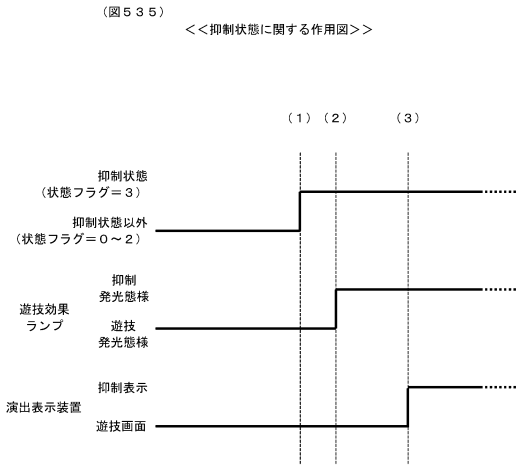 （図５３５）
＜＜抑制状態に関する作用図＞＞
（１）（２）　（３）
抑制状態
（状態フラグ＝３）
抑制状態以外
（状態フラグ＝０～２）
遊技効果
ランプ
抑制
発光態様
遊技
発光態様
演出表示装置
抑制表示
遊技画面